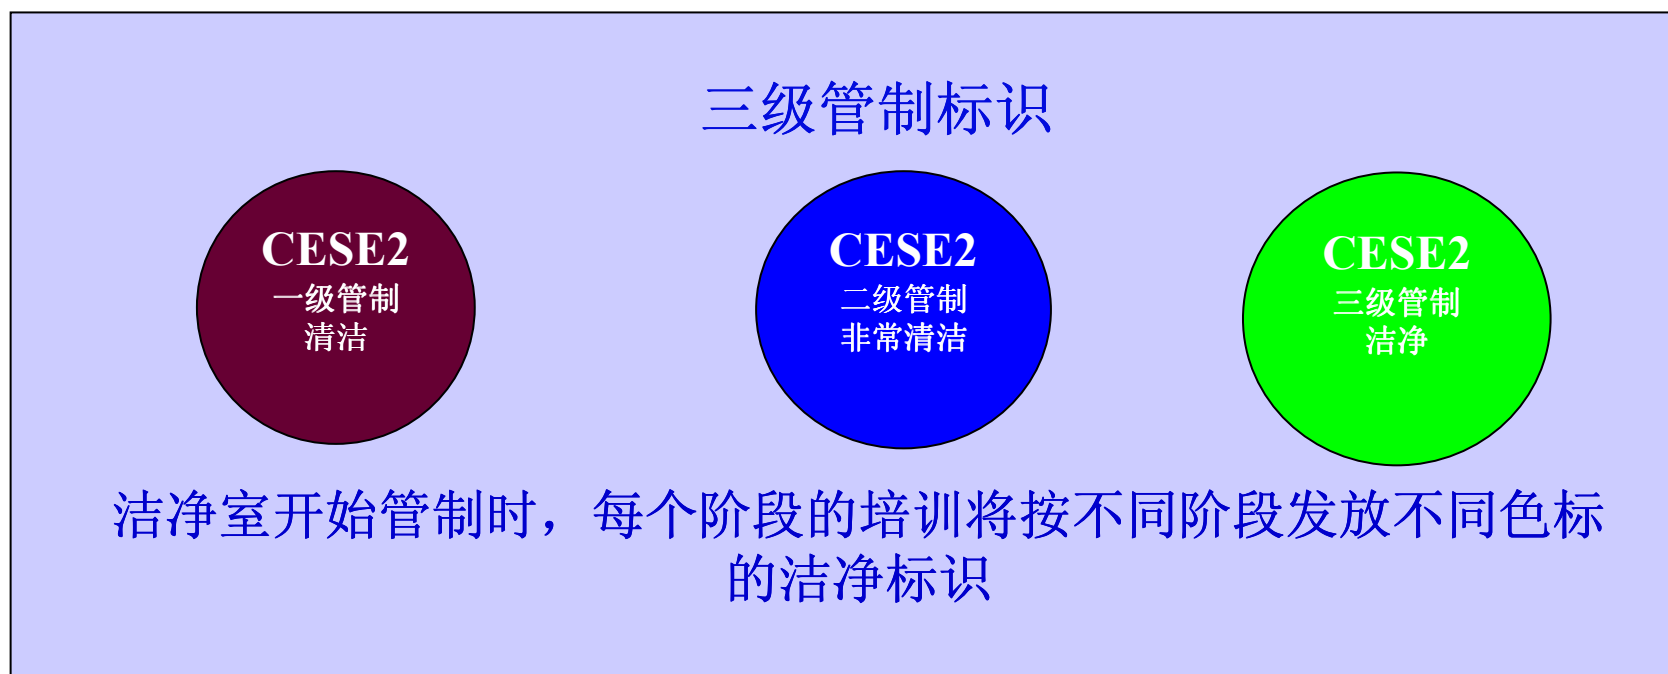 三级管制标识
CESE2
一级管制
清洁
CESE2
二级管制
非常清洁
CESE2
三级管制
洁净
洁净室开始管制时，每个阶段的培训将按不同阶段发放不同色标
的洁净标识